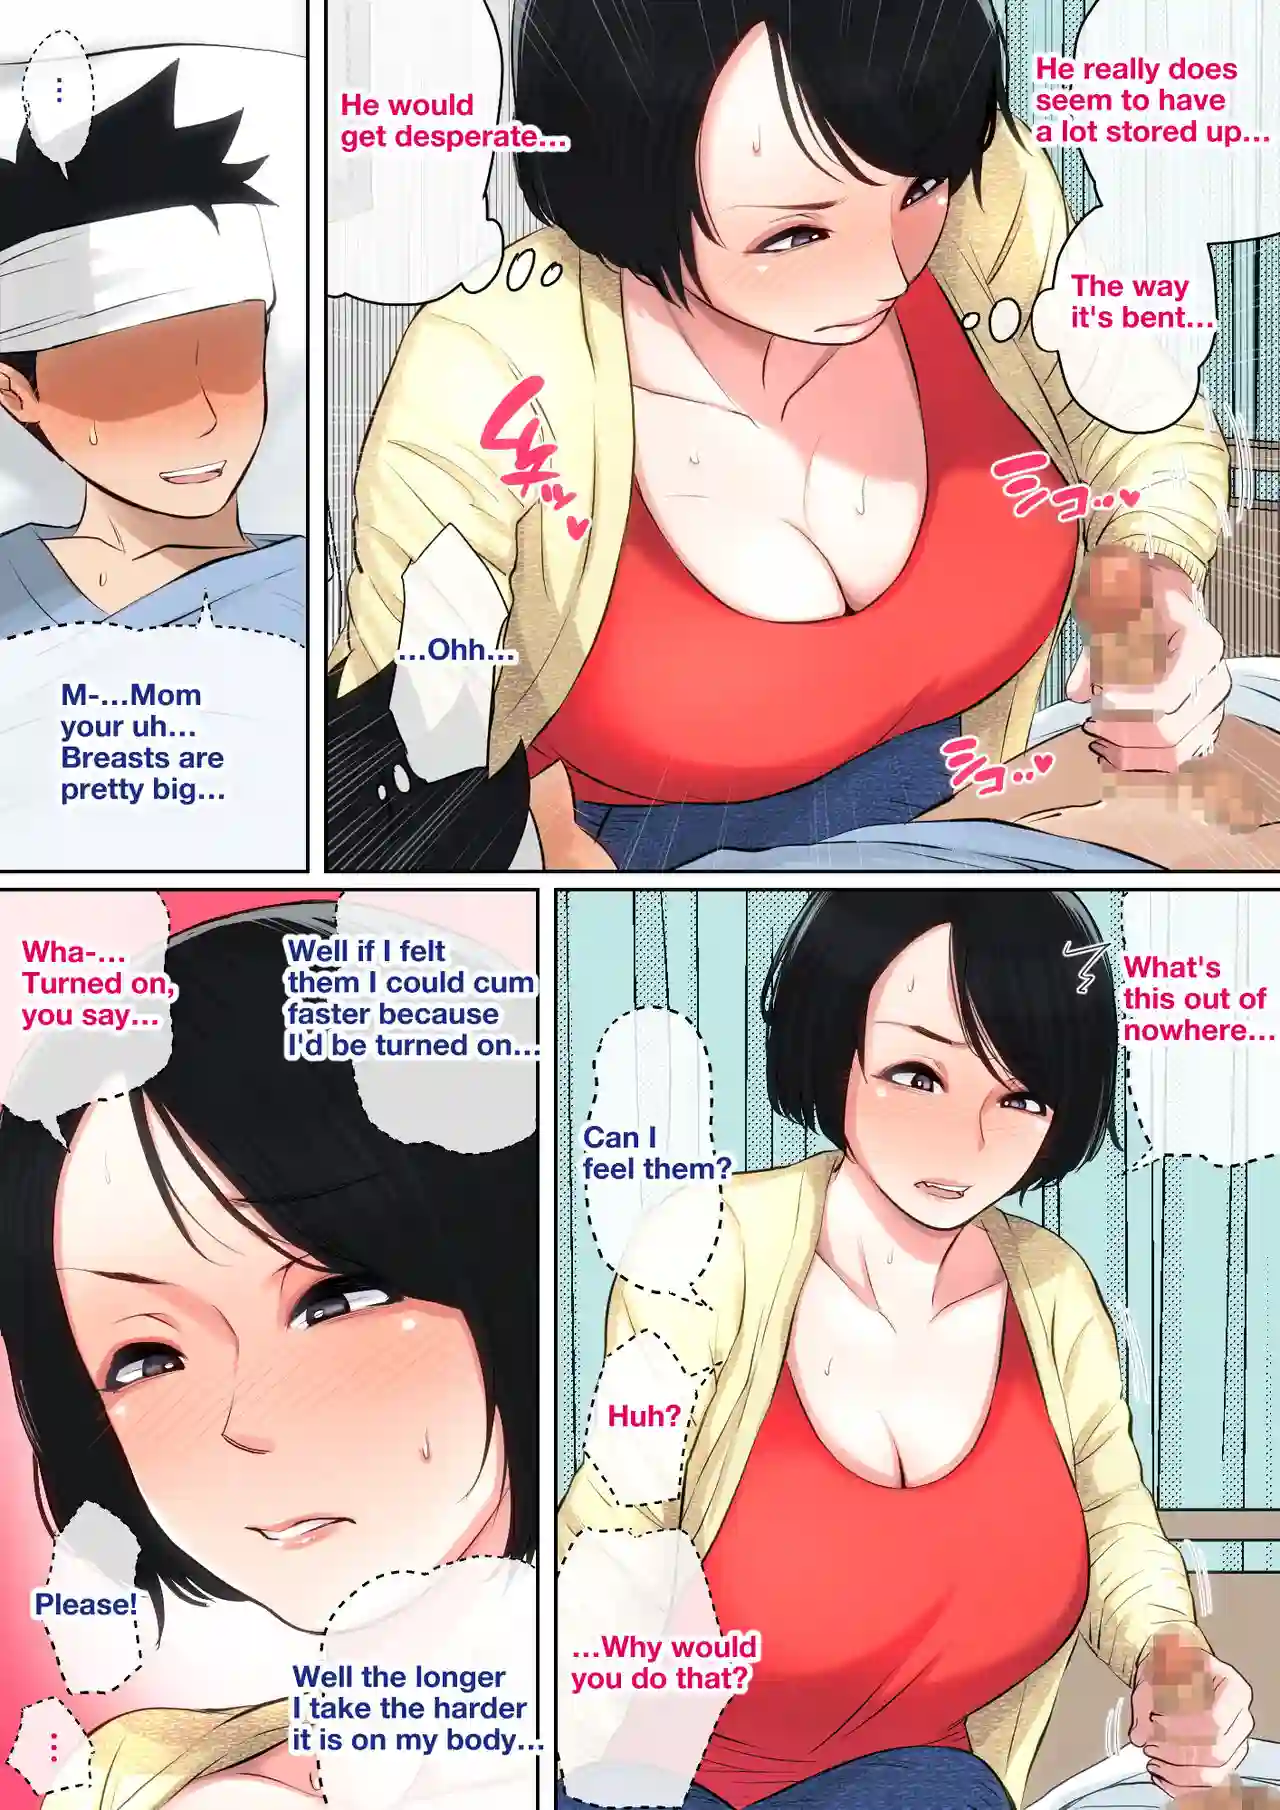 He really does
seem to have
a lot stored up...
The way
it's bent...
He would
get desperate...
シコ‥♥
ムチッ♥
...Ohh...
シコ‥♥
...
M-...Mom
your uh...
Breasts are
pretty big...
What's
this out of
nowhere...
Can I
feel them?
Huh?
...Why would
you do that?
Well if I felt
them I could cum
faster because
I'd be turned on...
Wha-...
Turned on,
you say...
Well the longer
I take the harder
it is on my body...
Please!
...